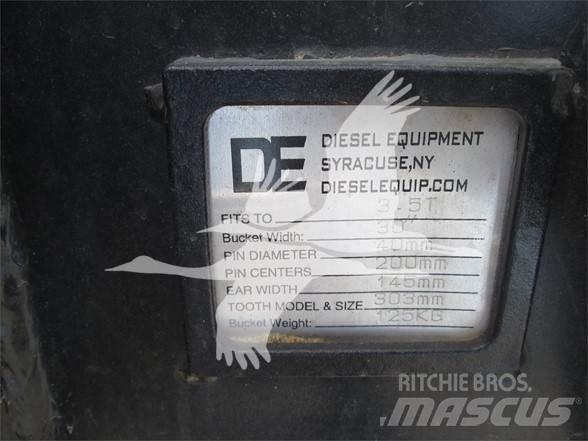 DE
DIESEL EQUIPMENT
SYRACUSE,NY
DIESELEQUIP.COM
FITS TO 3.5T
Bucket Width: 30"
PIN DIAMETER 40mm
PIN CENTERS 200mm
EAR WIDTH 145mm
TOOTH MODEL & SIZE 303mm
Bucket Weight: 125KG
RITCHIE BROS.
MASCUS